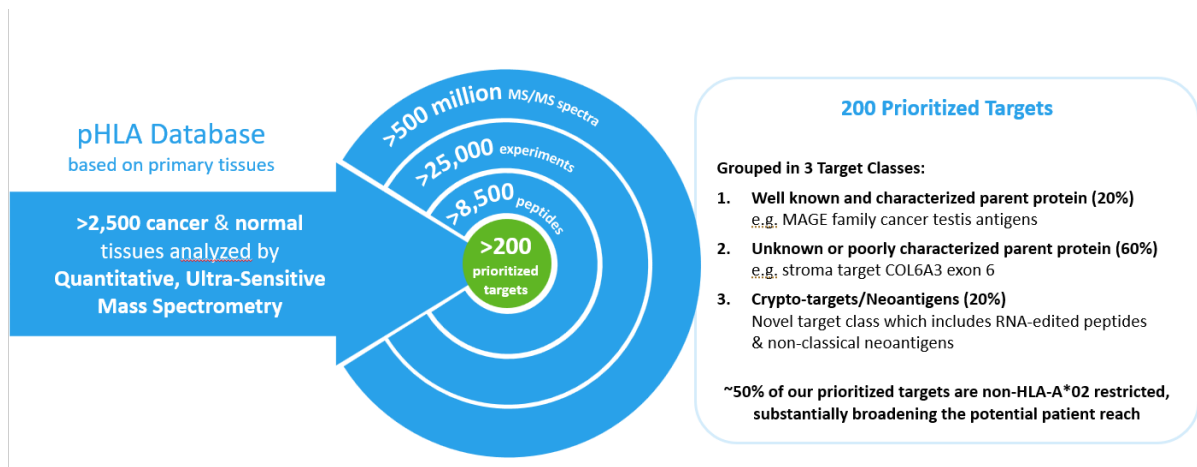 pHLA Database
based on primary tissues
>2,500 cancer & normal
tissues analyzed by
Quantitative, Ultra-Sensitive
Mass Spectrometry
>500 million MS/MS spectra
>25,000 experiments
>8,500 peptides
>200
prioritized
targets
200 Prioritized Targets
Grouped in 3 Target Classes:
1. Well known and characterized parent protein (20%)
e.g. MAGE family cancer testis antigens
2. Unknown or poorly characterized parent protein (60%)
e.g. stroma target COL6A3 exon 6
3. Crypto-targets/Neoantigens (20%)
Novel target class which includes RNA-edited peptides
& non-classical neoantigens
~50% of our prioritized targets are non-HLA-A*02 restricted,
substantially broadening the potential patient reach